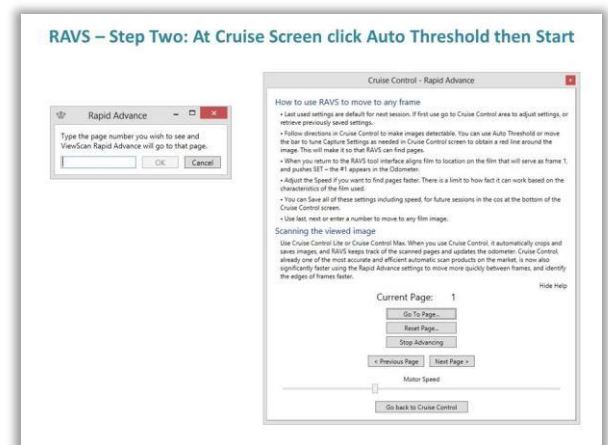 RAVS – Step Two: At Cruise Screen click Auto Threshold then Start
Rapid Advance
Type the page number you wish to see and
ViewScan Rapid Advance will go to that page.
OK Cancel
Cruise Control - Rapid Advance
How to use RAVS to move to any frame
• Last used settings are default for next session. If first use go to Cruise Control area to adjust settings, or
retrieve previously saved settings.
• Follow directions in Cruise Control to make images detectable. You can use Auto Threshold or move
the bar to tune Capture Settings as needed in Cruise Control screen to obtain a red line around the
image. This will make it so that RAVS can find pages.
• When you return to the RAVS tool interface aligns film to location on the film that will serve as frame 1,
and pushes SET – the #1 appears in the Odometer.
• Adjust the Speed if you want to find pages faster. There is a limit to how fact it can work based on the
characteristics of the film used.
• You can Save all of these settings including speed, for future sessions in the cos at the bottom of the
Cruise Control screen.
• Use last, next or enter a number to move to any film image.
Scanning the viewed image
Use Cruise Control Lite or Cruise Control Max. When you use Cruise Control, it automatically crops and
saves images, and RAVS keeps track of the scanned pages and updates the odometer. Cruise Control,
already one of the most accurate and efficient automatic scan products on the market, is now also
significantly faster using the Rapid Advance settings to move more quickly between frames, and identify
the edges of frames faster.
Hide Help
Current Page: 1
Go To Page...
Reset Page...
Stop Advancing
< Previous Page Next Page >
Motor Speed
Go back to Cruise Control